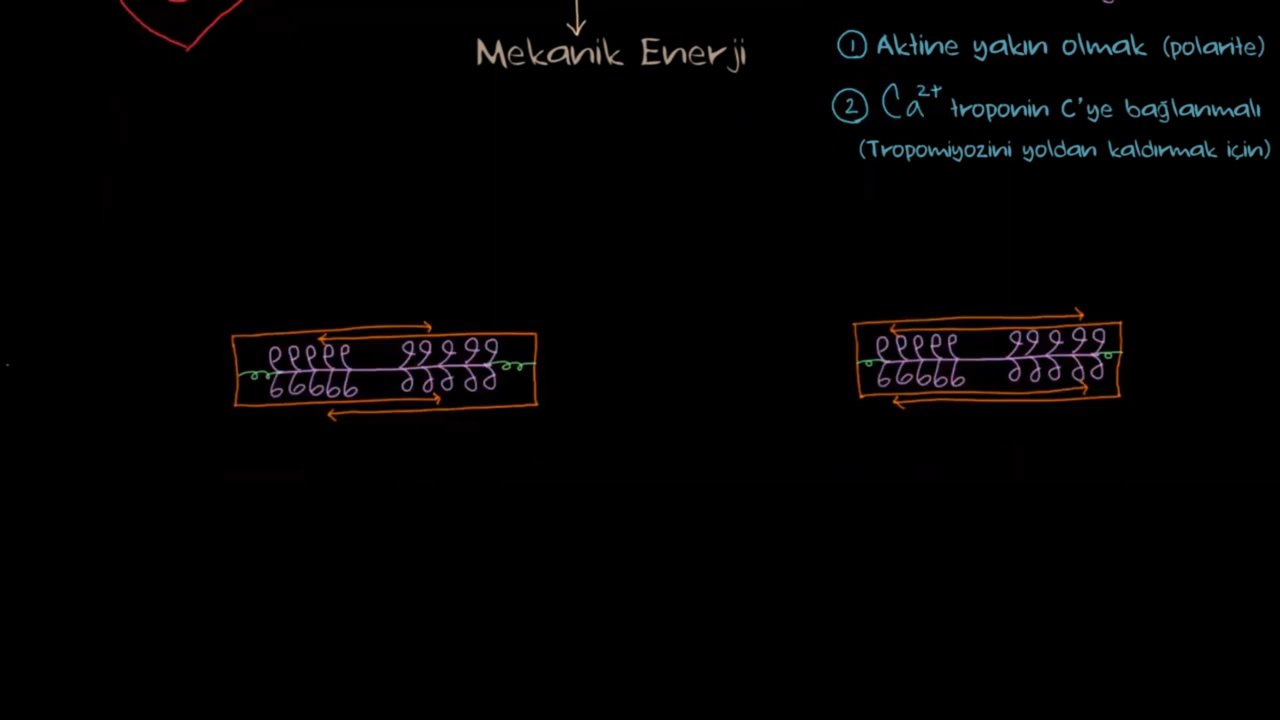 Mekanik Enerji
1 Aktine yakın olmak (polarite)
2 Ca2+ troponin C'ye bağlanmalı
(Tropomiyozini yoldan kaldırmak için)